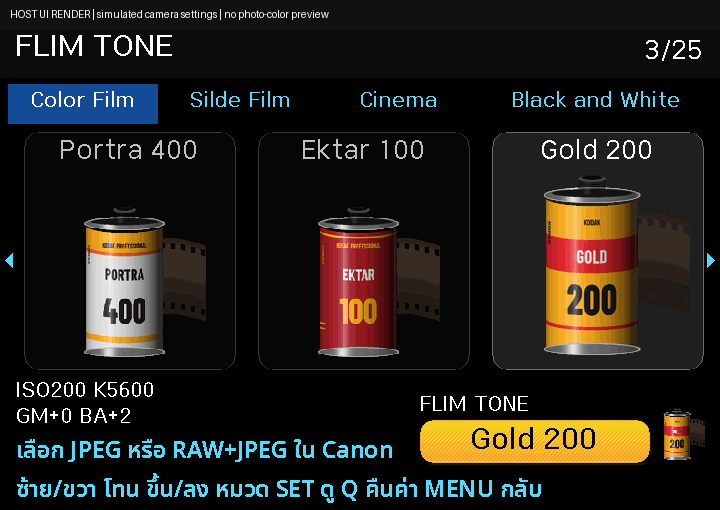 HOST UI RENDER | simulated camera settings | no photo-color preview
FLIM TONE
3/25
Color Film
Silde Film
Cinema
Black and White
Portra 400
Ektar 100
Gold 200
KODAK PROFESSIONAL
PORTRA
400
KODAK PROFESSIONAL
EKTAR
100
KODAK
GOLD
200
ISO200 K5600
GM+0 BA+2
FLIM TONE
Gold 200
200
เลือก JPEG หรือ RAW+JPEG ใน Canon
ซ้าย/ขวา โทน ขึ้น/ลง หมวด SET ดู Q คืนค่า MENU กลับ